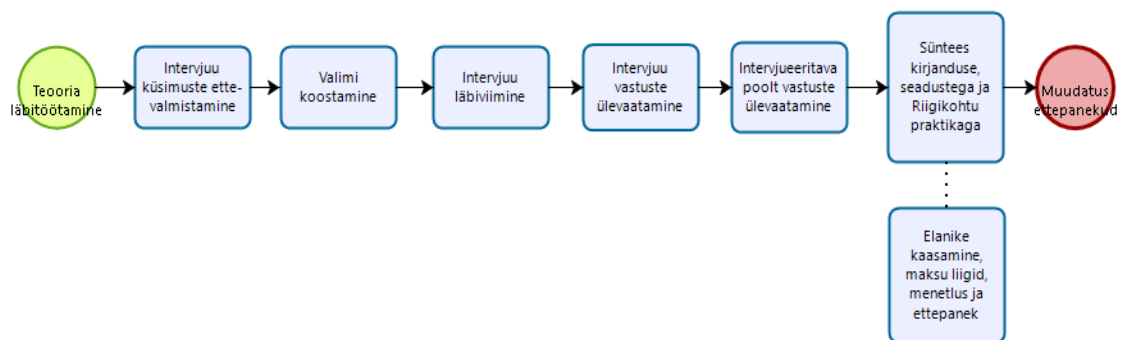 Teooria
läbitöötamine
Intervjuu
küsimuste ette-
valmistamine
Valimi
koostamine
Intervjuu
läbiviimine
Intervjuu
vastuste
ülevaatamine
Intervjueeritava
poolt vastuste
ülevaatamine
Süntees
kirjanduse,
seadustega ja
Riigikohtu
praktikaga
Muudatus
ettepanekud
Elanike
kaasamine,
maksu liigid,
menetlus ja
ettepanek